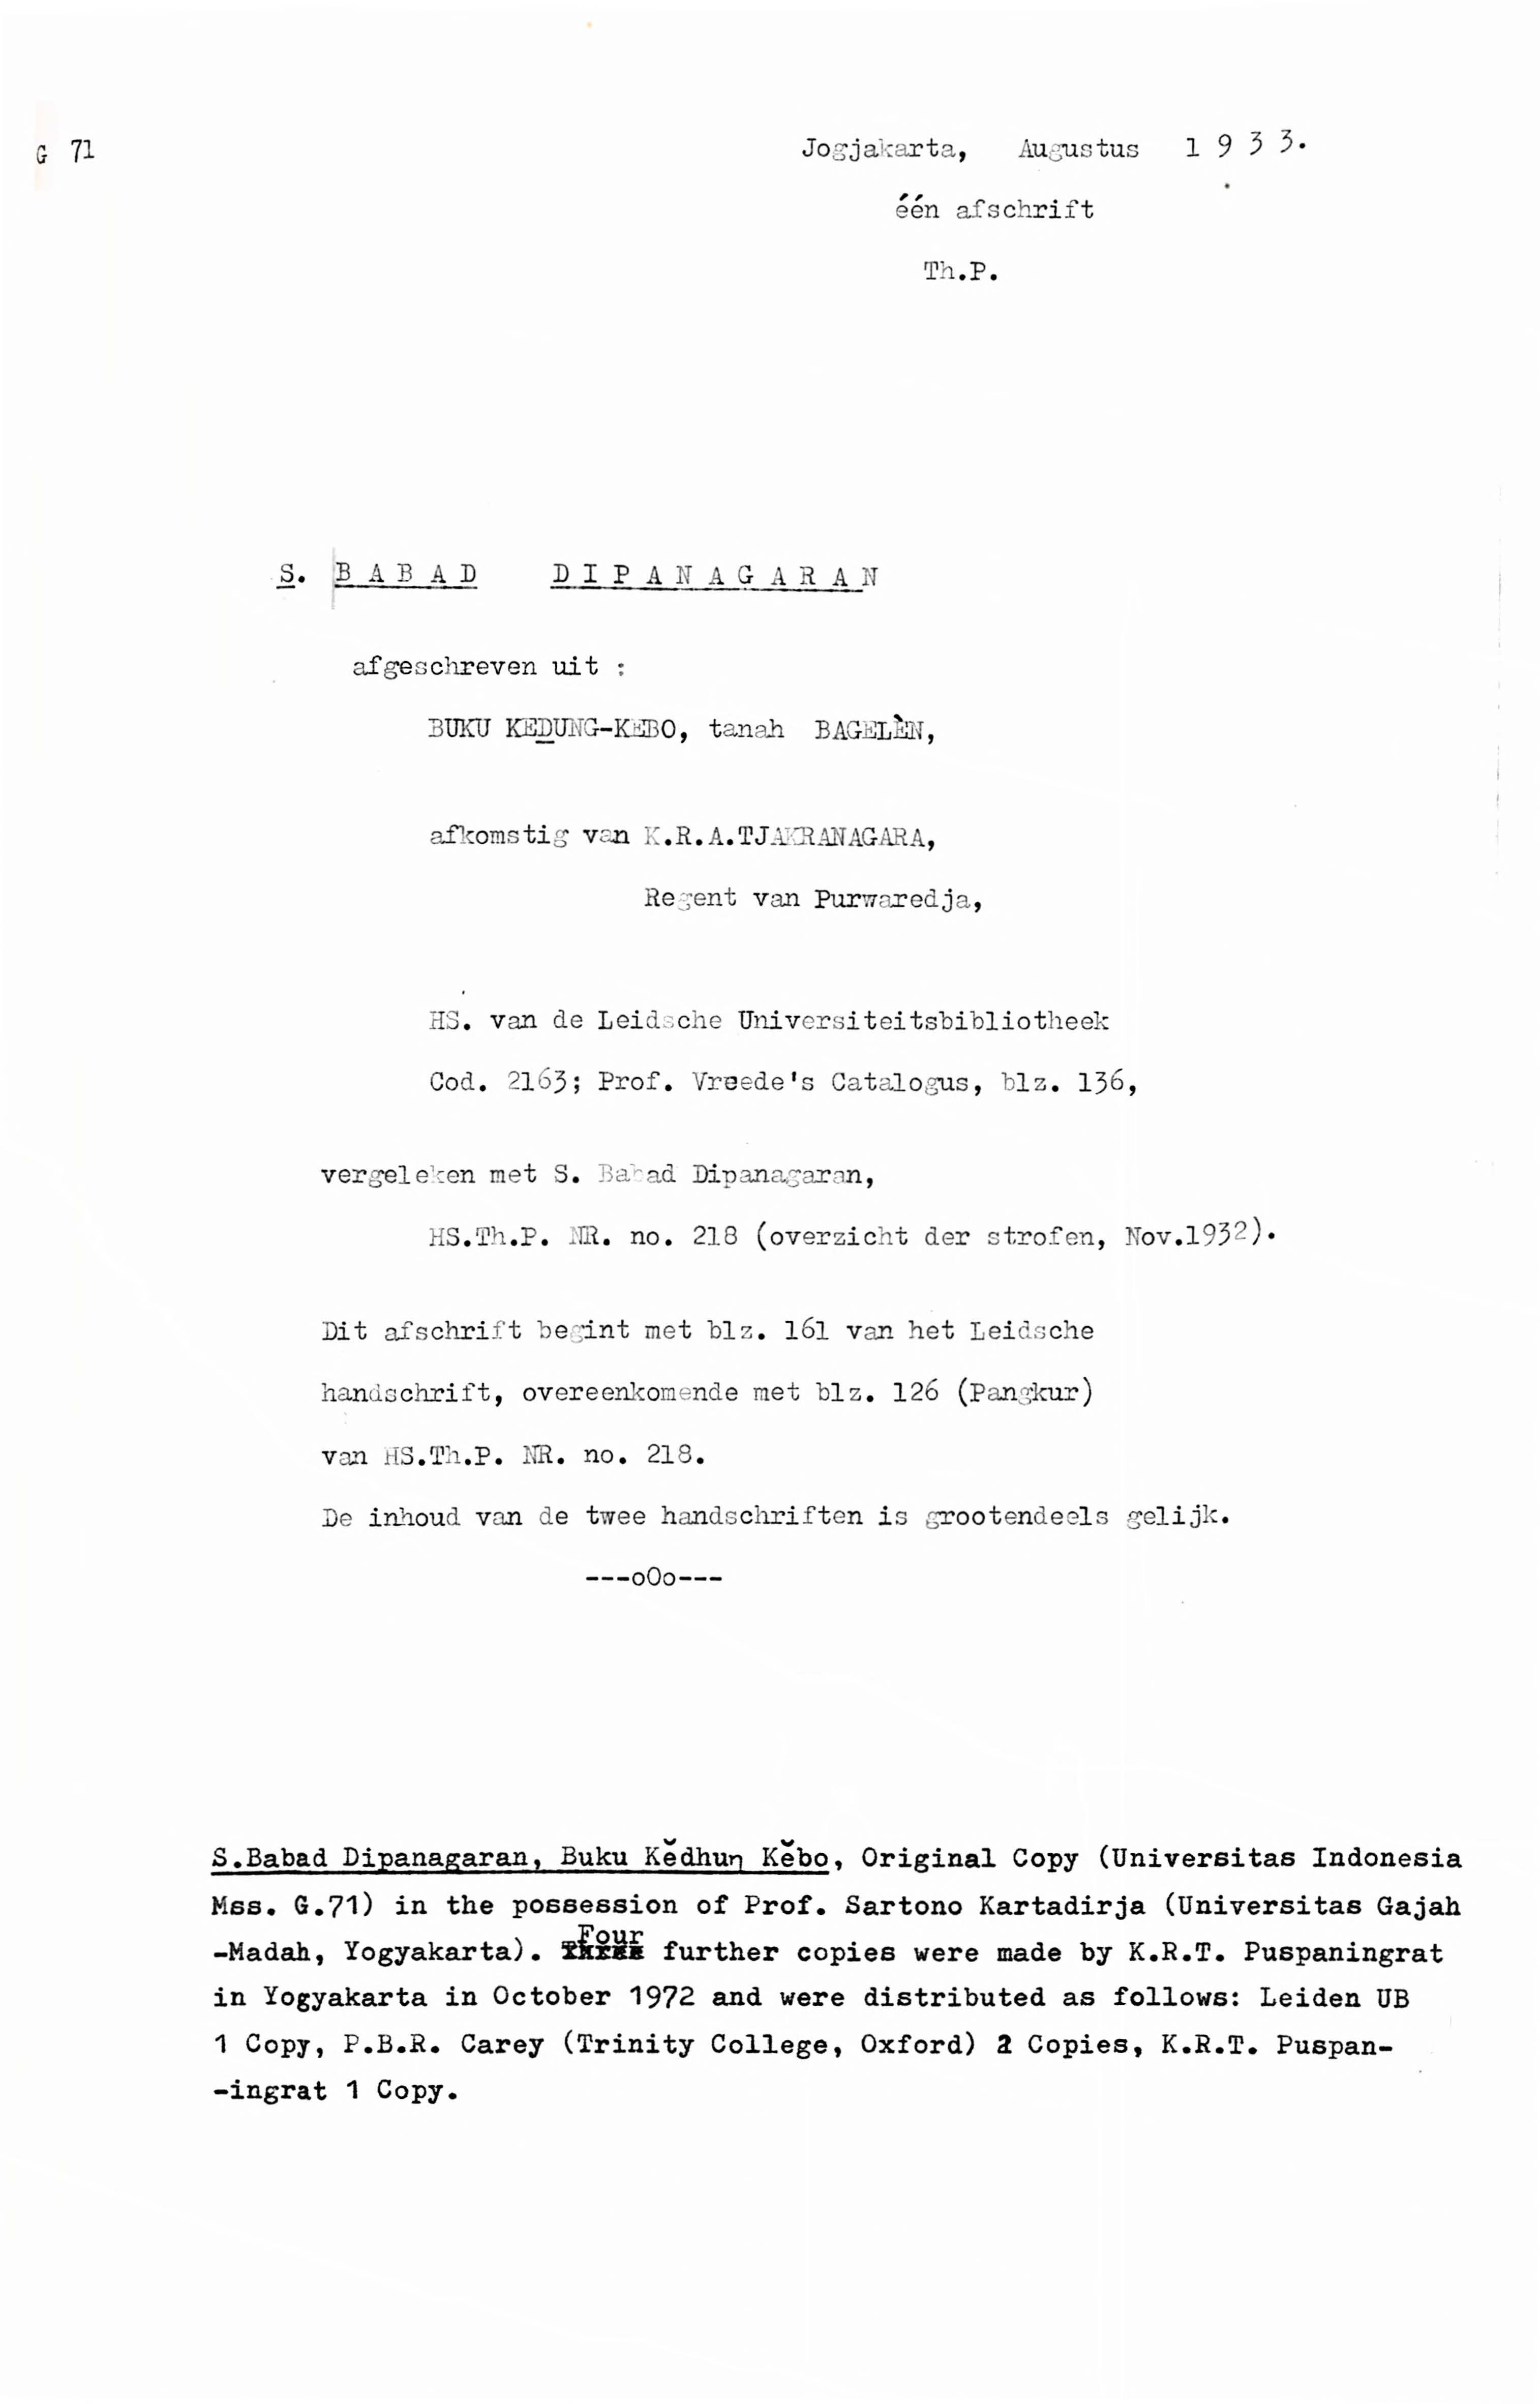 G 71
Jogjakarta, Augustus 1 9 3 3.
één afschrift
Th.P.
S. B A B A D D I P A N A G A R A N
afgeschreven uit :
BUKU KEDUNG-KEBO, tanah BAGELÈN,
afkomstig van K.R.A.TJAKRANAGARA,
Regent van Purwaredja,
HS. van de Leidsche Universiteitsbibliotheek
Cod. 2163; Prof. Vreede's Catalogus, blz. 136,
vergeleken met S. Babad Dipanagaran,
HS.Th.P. NR. no. 218 (overzicht der strofen, Nov.1932).
Dit afschrift begint met blz. 161 van het Leidsche
handschrift, overeenkomende met blz. 126 (Pangkur)
van HS.Th.P. NR. no. 218.
De inhoud van de twee handschriften is grootendeels gelijk.
---oOo---
S.Babad Dipanagaran, Buku Kĕdhuŋ Kĕbo, Original Copy (Universitas Indonesia
Mss. G.71) in the possession of Prof. Sartono Kartadirja (Universitas Gajah
-Madah, Yogyakarta). Four further copies were made by K.R.T. Puspaningrat
in Yogyakarta in October 1972 and were distributed as follows: Leiden UB
1 Copy, P.B.R. Carey (Trinity College, Oxford) 2 Copies, K.R.T. Puspan-
-ingrat 1 Copy.